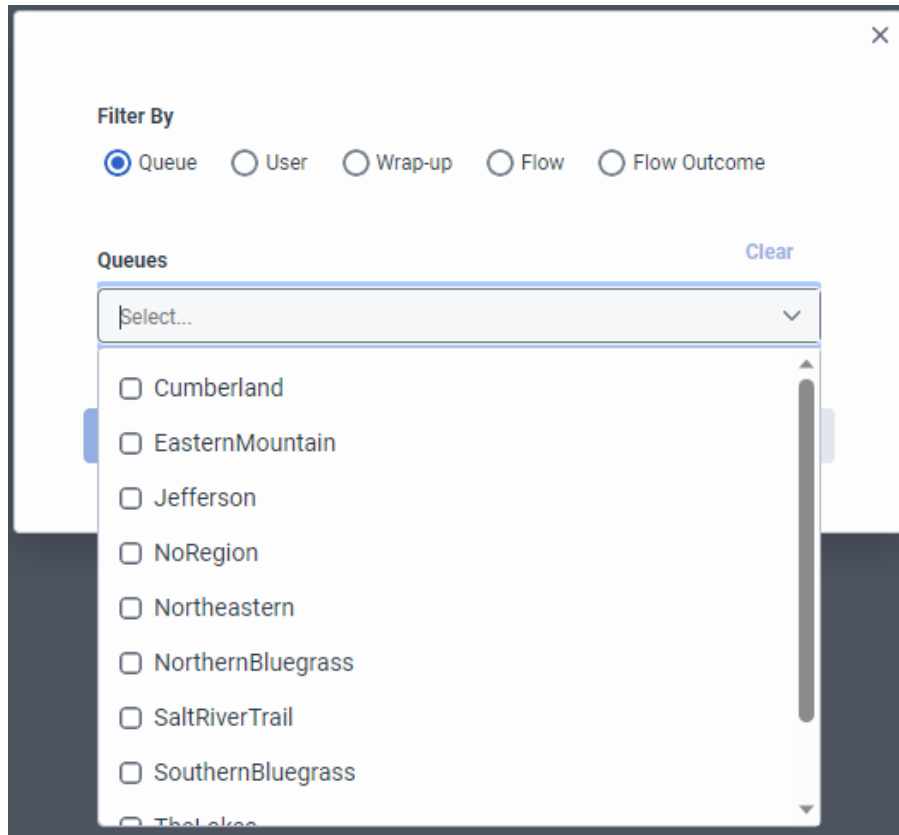 Filter By
Queue User Wrap-up Flow Flow Outcome
Clear
Queues
Select...
Cumberland
EasternMountain
Jefferson
NoRegion
Northeastern
NorthernBluegrass
SaltRiverTrail
SouthernBluegrass
TheLakes